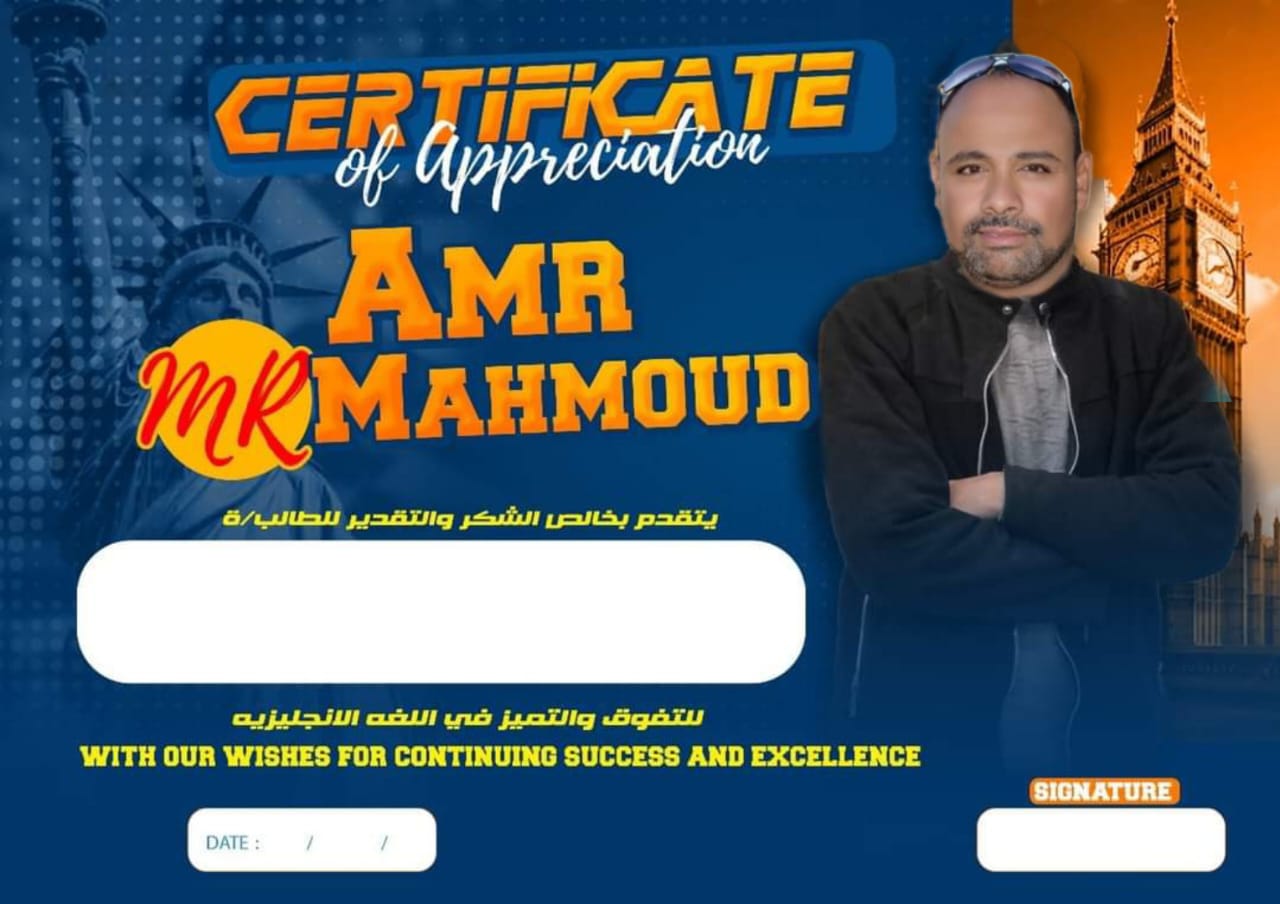 CERTIFICATE
of Appreciation
AMR
MR MAHMOUD
يتقدم بخالص الشكر والتقدير للطالب/ة
للتفوق والتميز في اللغه الانجليزيه
WITH OUR WISHES FOR CONTINUING SUCCESS AND EXCELLENCE
SIGNATURE
DATE : / /